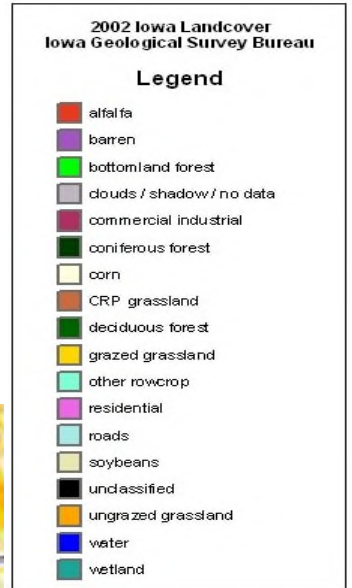 2002 Iowa Landcover
Iowa Geological Survey Bureau
Legend
alfalfa
barren
bottomland forest
clouds / shadow / no data
commercial industrial
coniferous forest
corn
CRP grassland
deciduous forest
grazed grassland
other rowcrop
residential
roads
soybeans
unclassified
ungrazed grassland
water
wetland